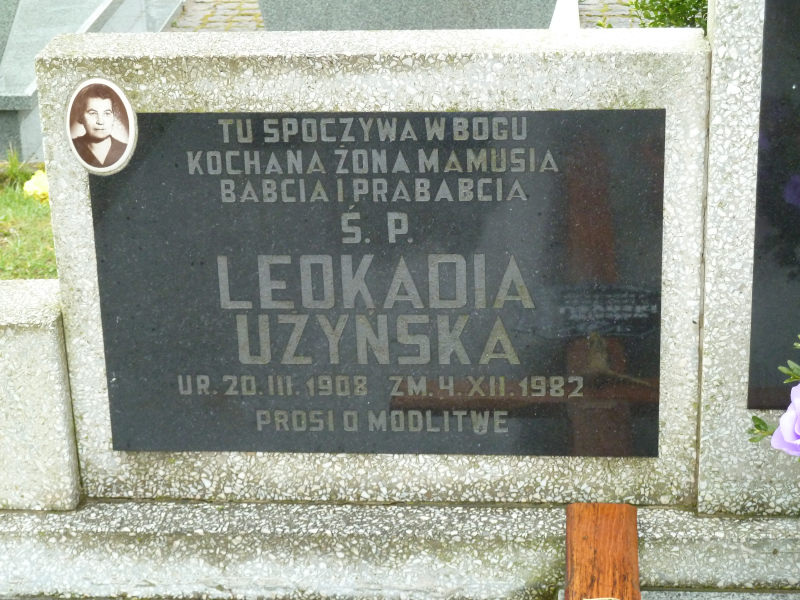 TU SPOCZYWA W BOGU
KOCHANA ŻONA MAMUSIA
BABCIA I PRABABCIA
Ś. P.
LEOKADIA
UZYŃSKA
UR. 20. III. 1908 ZM. 4. XII. 1982
PROSI O MODLITWĘ